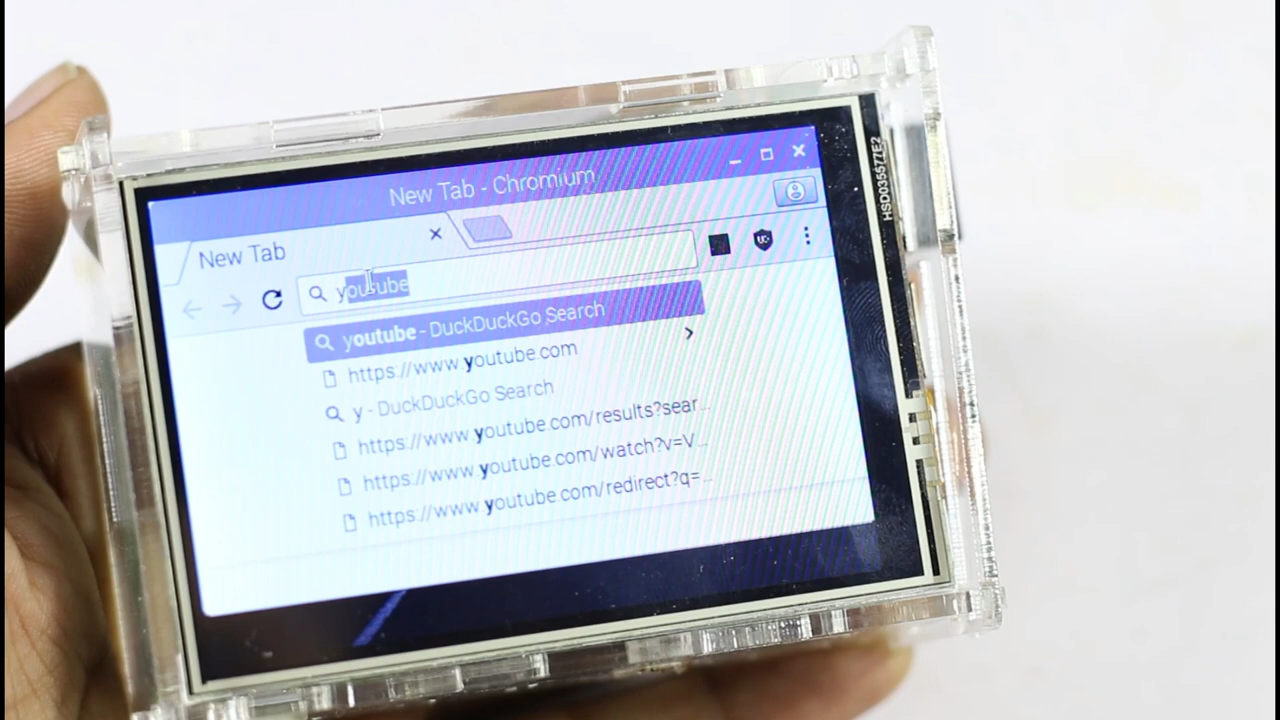 New Tab - Chromium
New Tab
youtube
youtube - DuckDuckGo Search
https://www.youtube.com
y - DuckDuckGo Search
https://www.youtube.com/results?sear...
https://www.youtube.com/watch?v=V...
https://www.youtube.com/redirect?q=...
HSD035577E2